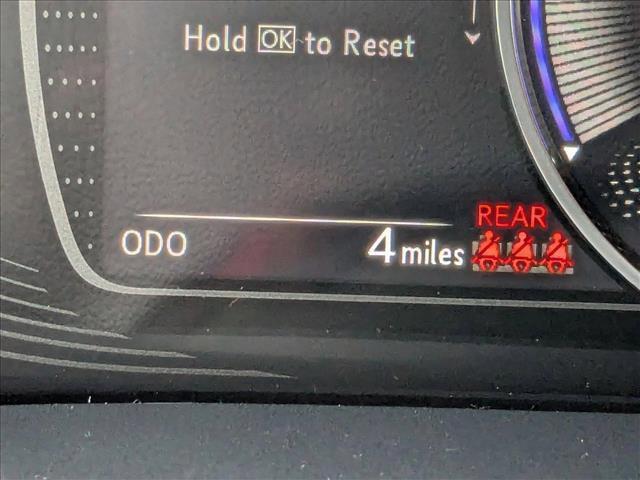 Hold OK to Reset
REAR
ODO 4 miles